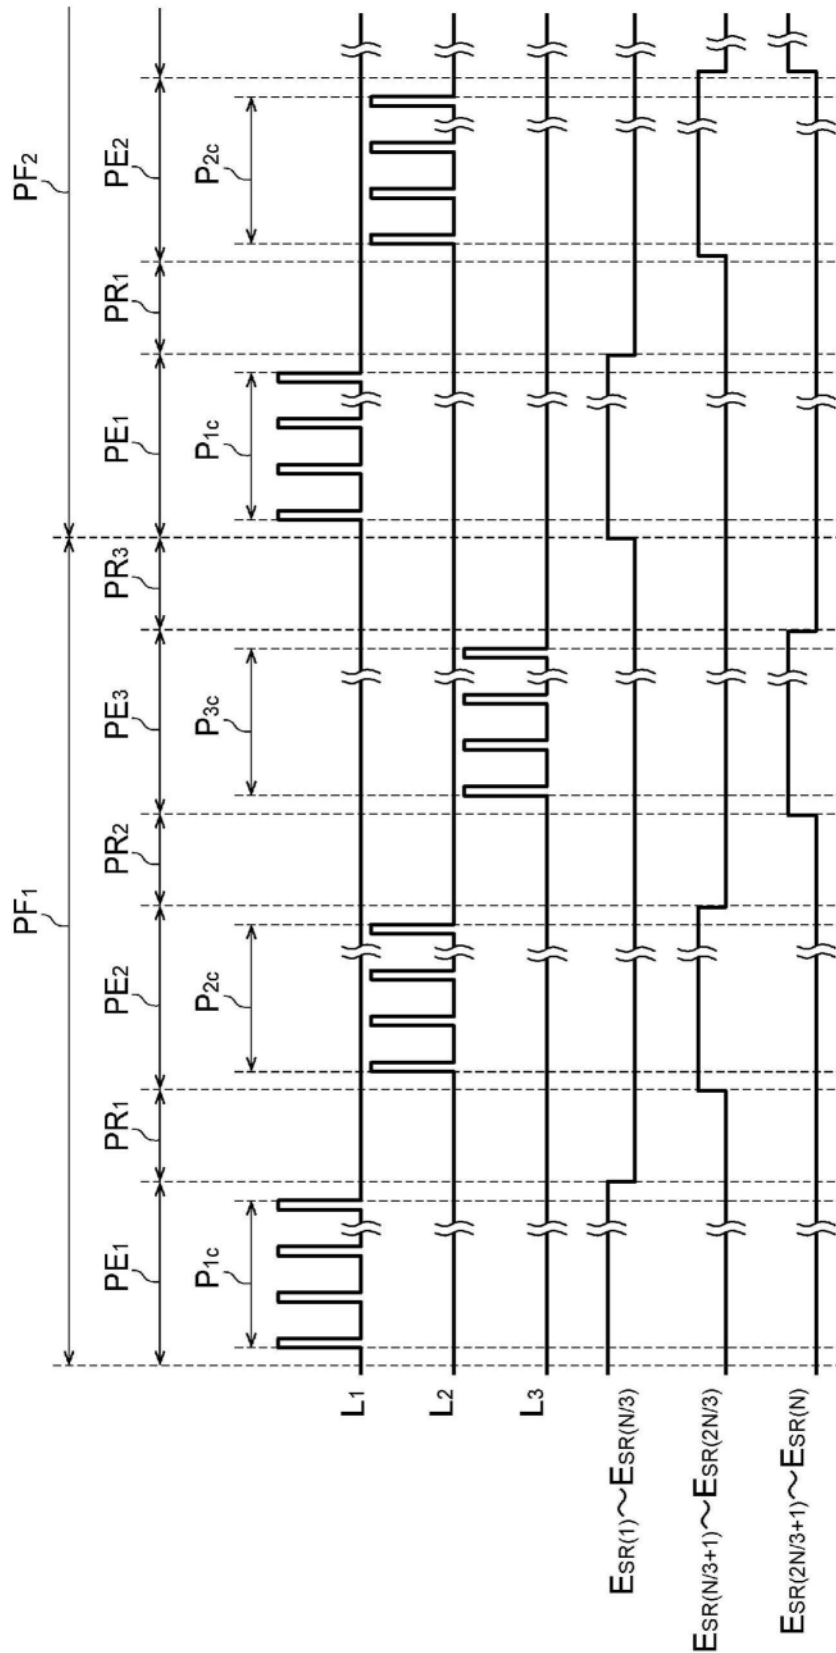 PF1 PF2
PE1 PR1 PE2 PR2 PE3 PR3 PE1 PR1 PE2
P1c P2c P3c P1c P2c
L1
L2
L3
ESR(1)～ESR(N/3)
ESR(N/3+1)～ESR(2N/3)
ESR(2N/3+1)～ESR(N)